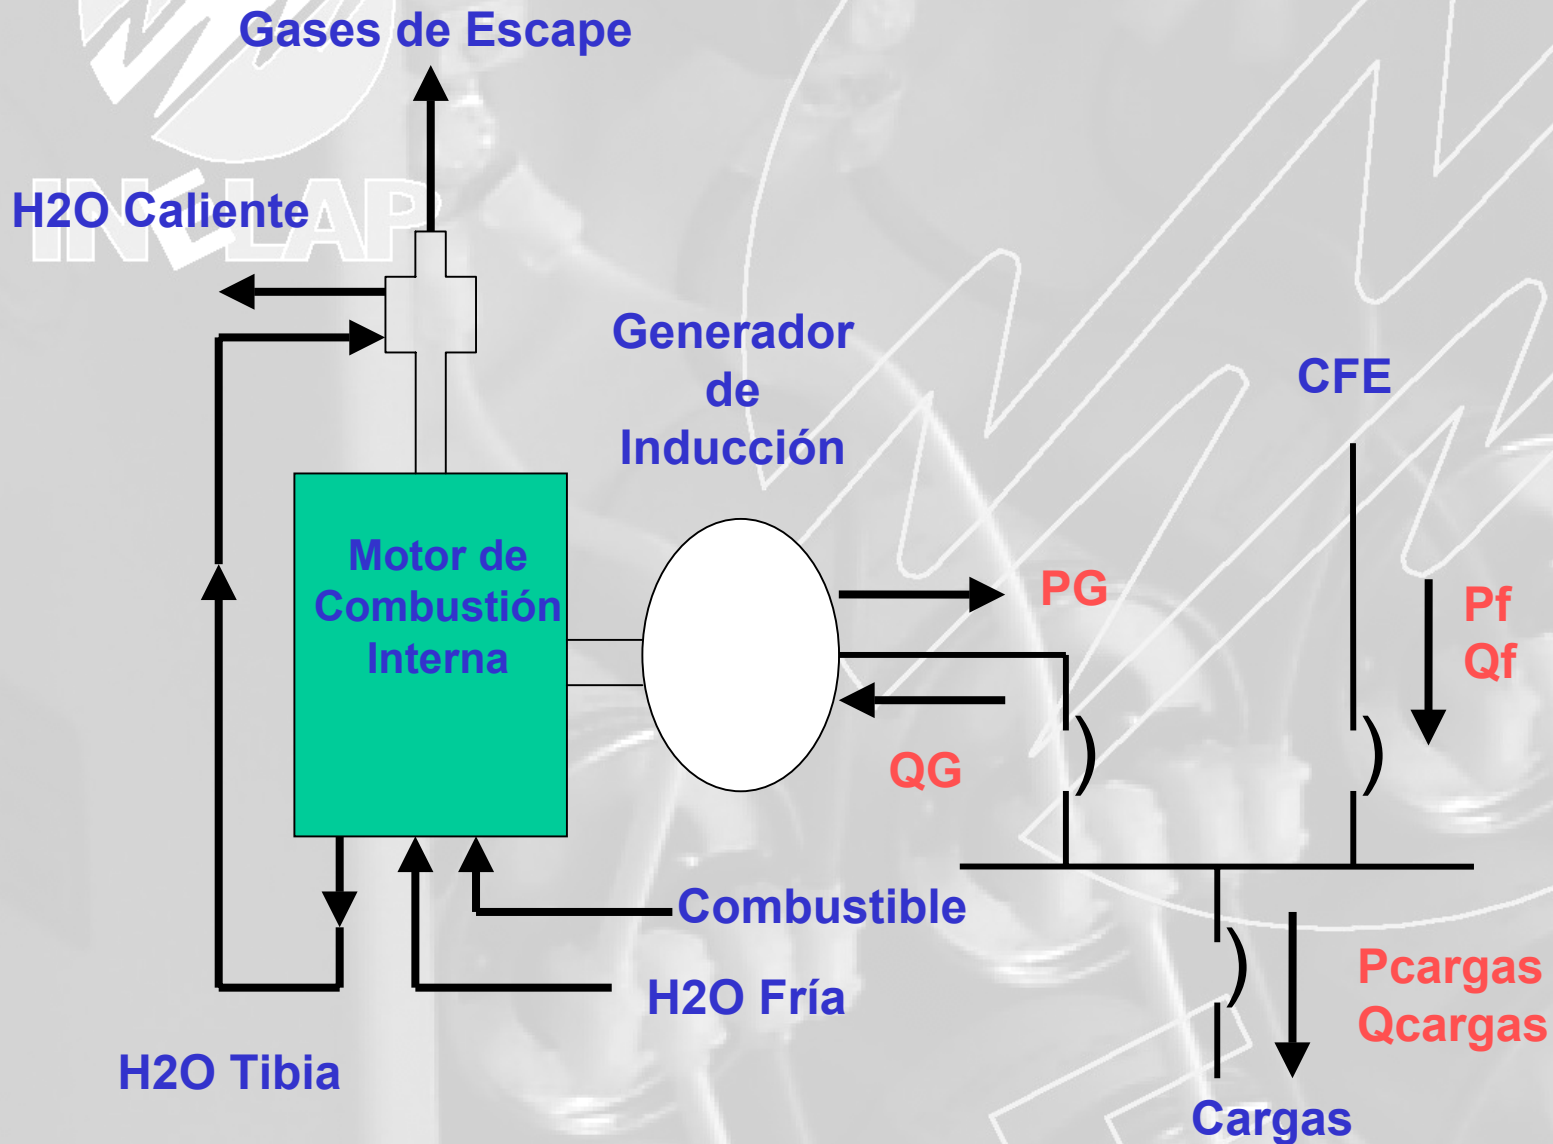 Gases de Escape
H2O Caliente
INELAP
Generador
de
Inducción
CFE
Motor de
Combustión
Interna
PG
Pf
Qf
QG
Combustible
H2O Fría
Pcargas
Qcargas
H2O Tibia
Cargas